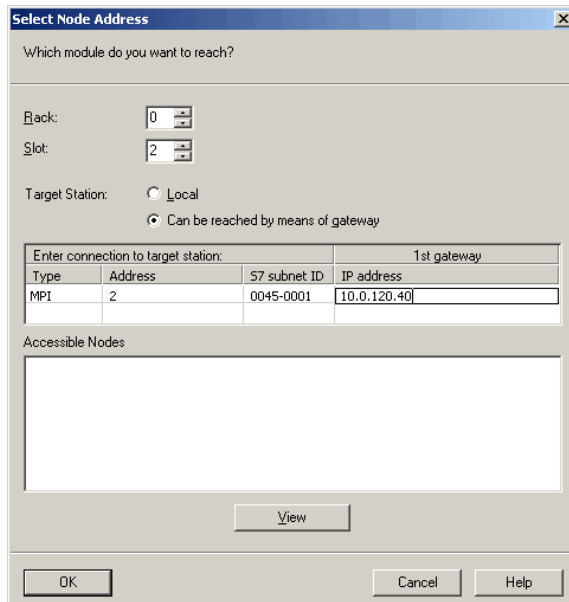 Select Node Address
Which module do you want to reach?
Rack: 0
Slot: 2
Target Station: Local
Can be reached by means of gateway
Enter connection to target station: 1st gateway
Type Address S7 subnet ID IP address
MPI 2 0045-0001 10.0.120.40
Accessible Nodes
View
OK Cancel Help